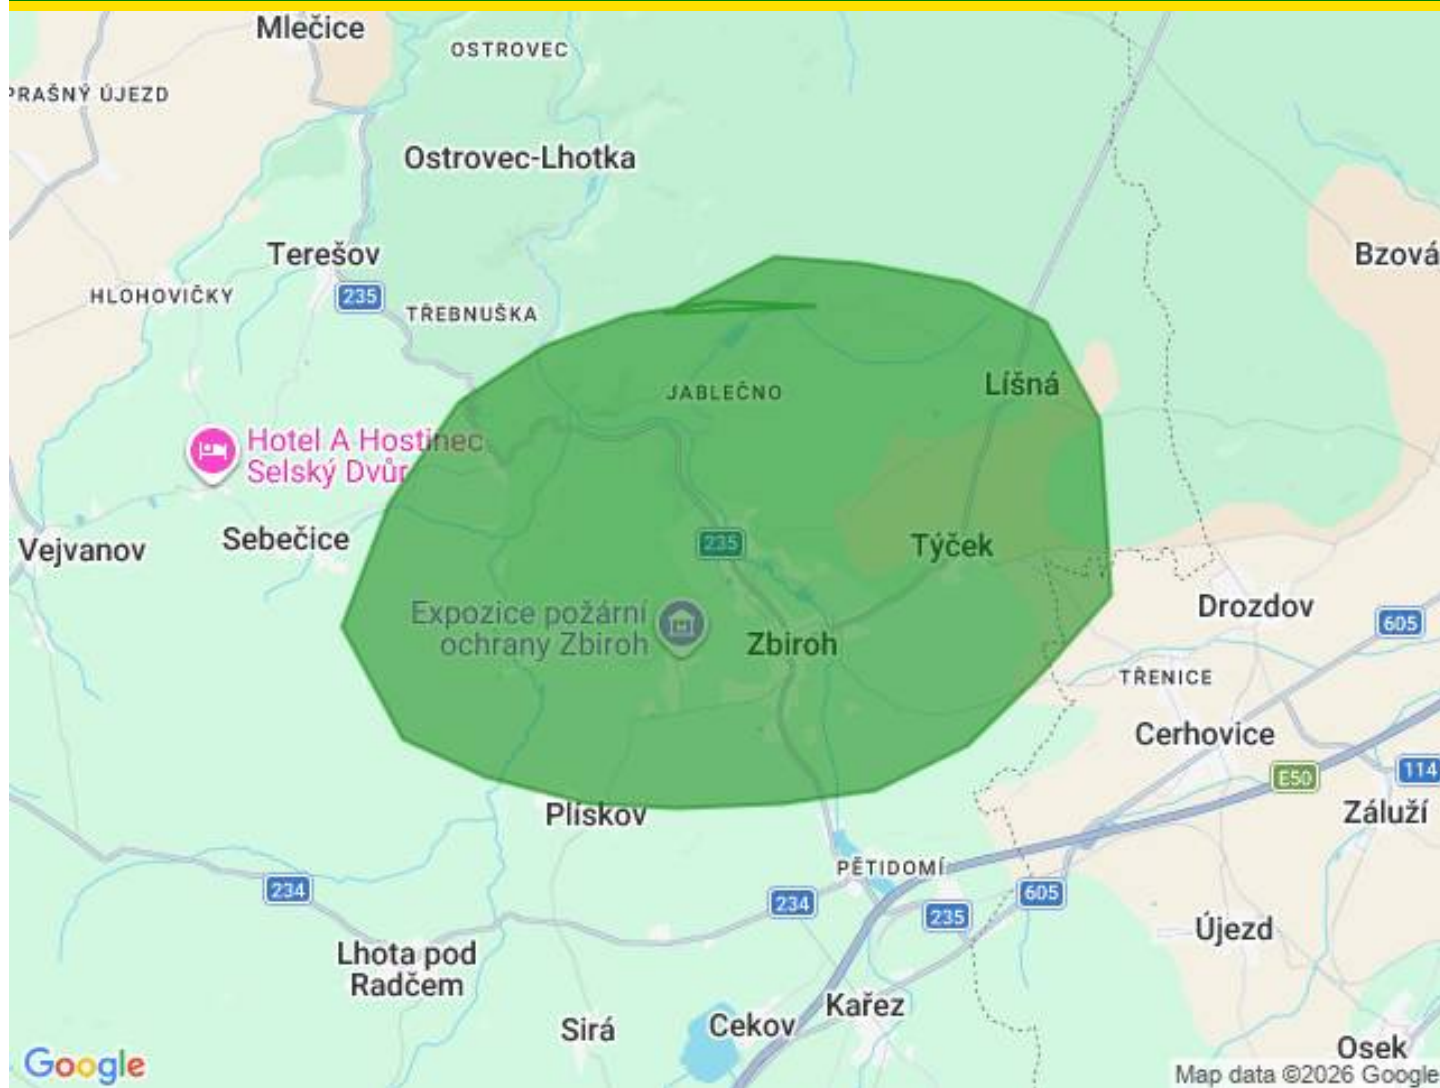 Mlečice
OSTROVEC
PRAŠNÝ ÚJEZD
Ostrovec-Lhotka
Terešov
Bzová
HLOHOVIČKY
235
TŘEBNUŠKA
JABLEČNO
Líšná
Hotel A Hostinec
Selský Dvůr
Vejvanov
Sebečice
235
Týček
Drozdov
605
Expozice požární
ochrany Zbiroh
Zbiroh
TŘENICE
Cerhovice
E50
114
Plískov
Záluží
PĚTIDOMÍ
234
234
235
605
Újezd
Lhota pod
Radčem
Sirá
Cekov
Kařez
Osek
Google
Map data ©2026 Google